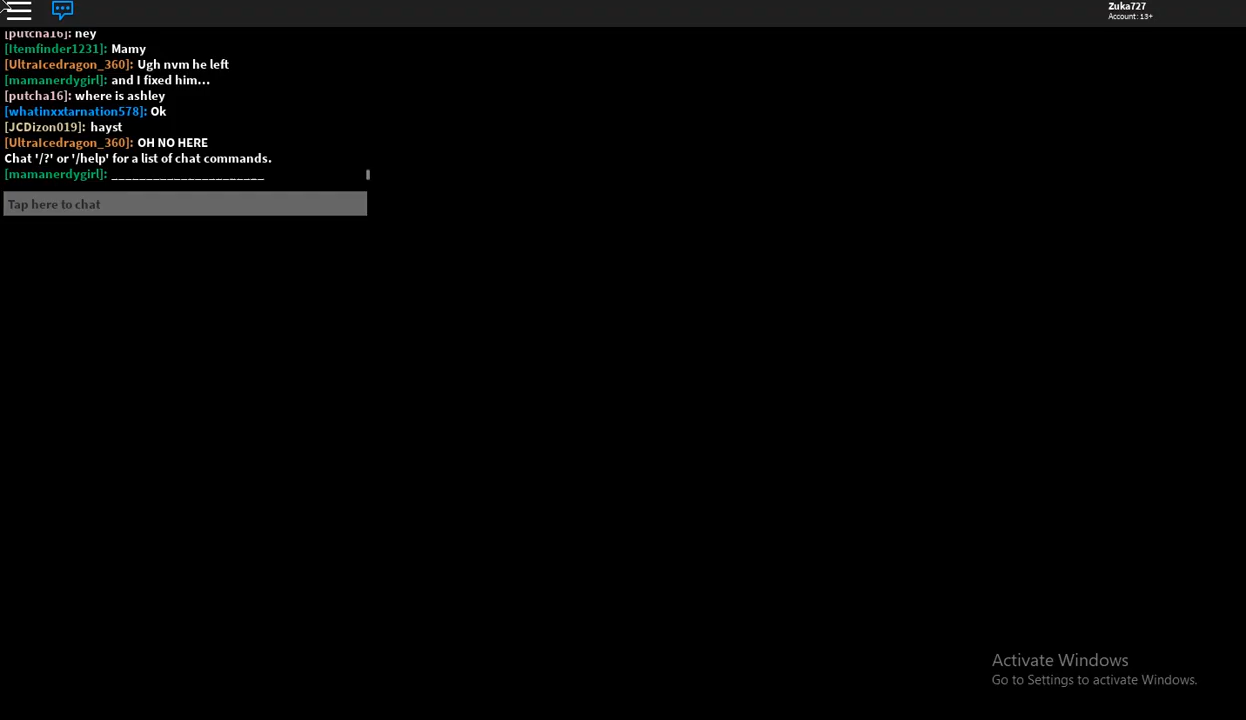 Zuka727
Account: 13+
[putcha16]: hey
[Itemfinder1231]: Mamy
[UltraIcedragon_360]: Ugh nvm he left
[mamanerdygirl]: and I fixed him...
[putcha16]: where is ashley
[whatinxxtarnation578]: Ok
[JCDizon019]: hayst
[UltraIcedragon_360]: OH NO HERE
Chat '/?' or '/help' for a list of chat commands.
[mamanerdygirl]: ______________________
Tap here to chat
Activate Windows
Go to Settings to activate Windows.